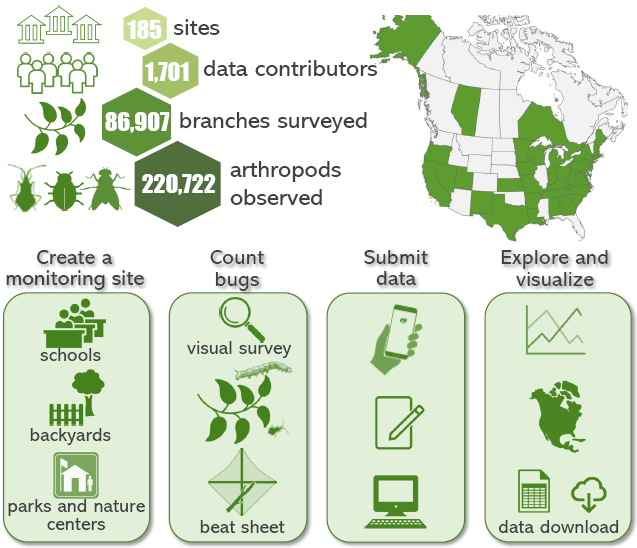 185 sites
1,701 data contributors
86,907 branches surveyed
220,722 arthropods
observed
Create a
monitoring site
schools
backyards
parks and nature
centers
Count
bugs
visual survey
beat sheet
Submit
data
Explore and
visualize
data download